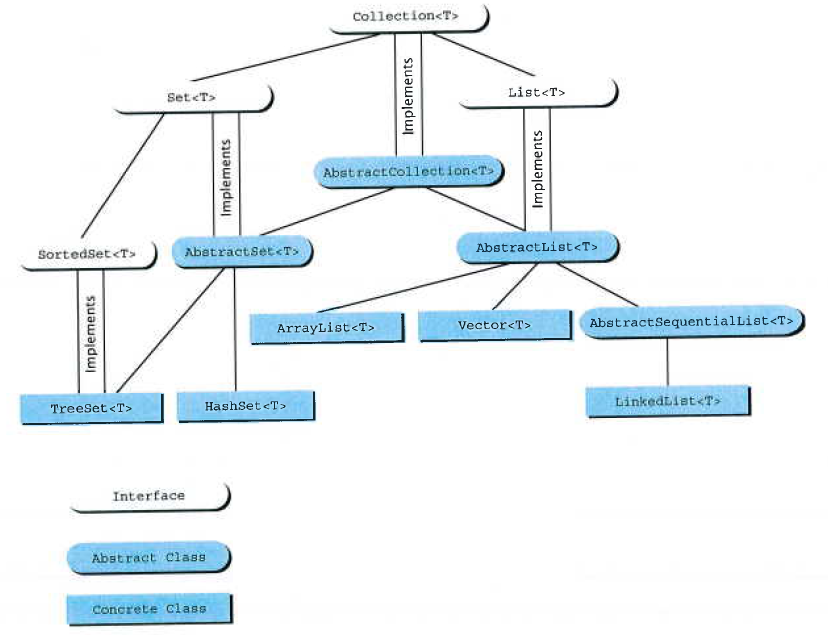 Collection<T>
Implements
Set<T>
List<T>
Implements
Implements
AbstractCollection<T>
SortedSet<T>
AbstractSet<T>
AbstractList<T>
Implements
ArrayList<T>
Vector<T>
AbstractSequentialList<T>
TreeSet<T>
HashSet<T>
LinkedList<T>
Interface
Abstract Class
Concrete Class